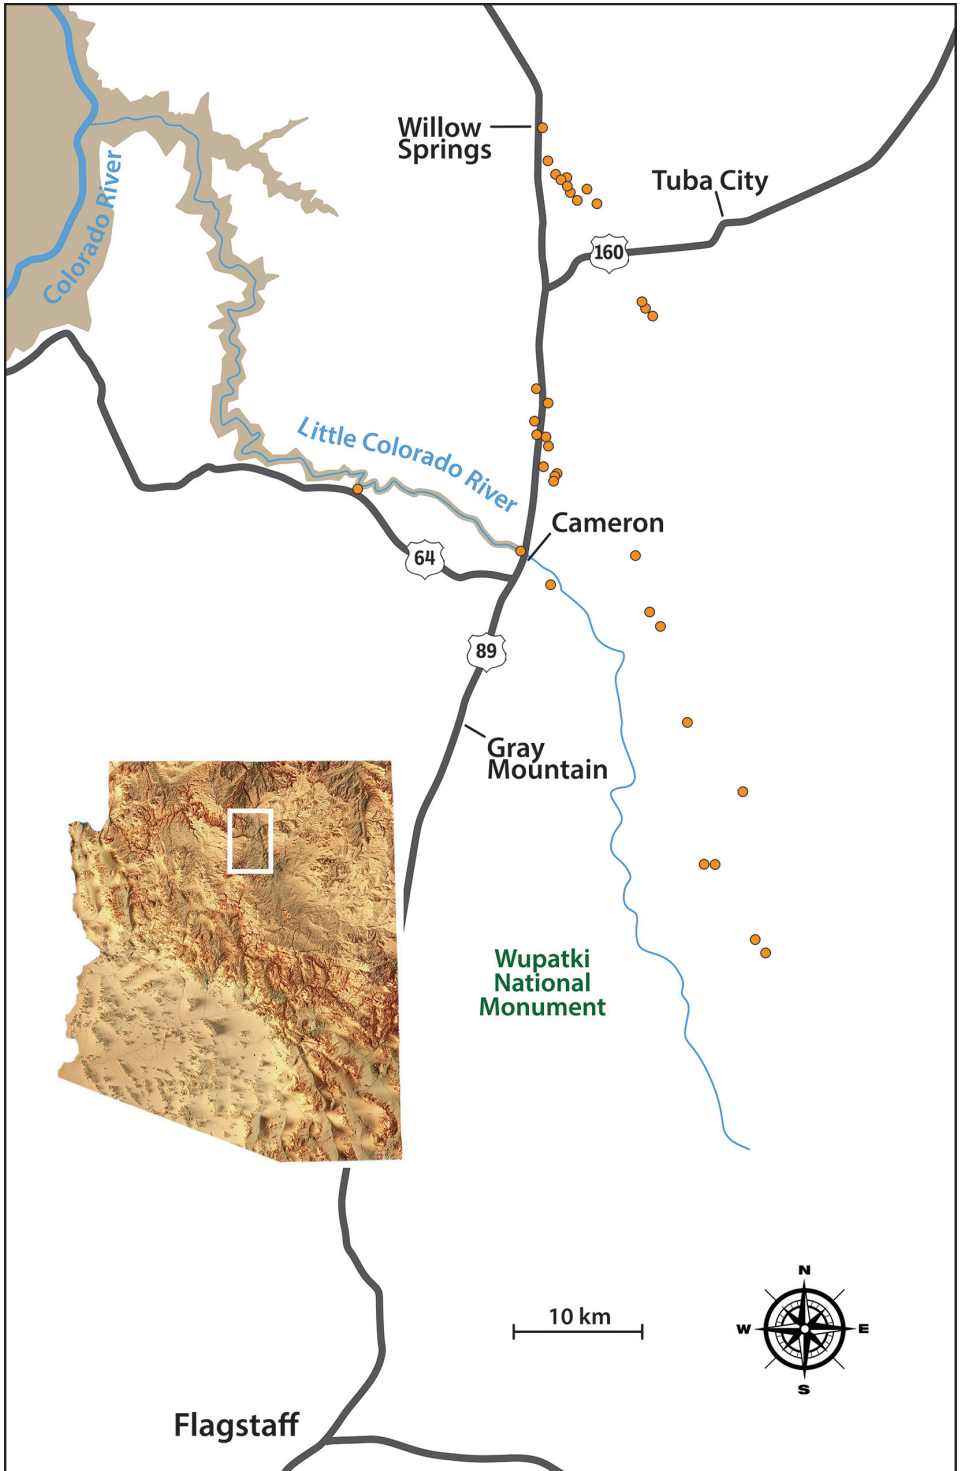 Willow
Springs
Tuba City
Colorado River
160
Little Colorado River
Cameron
64
89
Gray
Mountain
Wupatki
National
Monument
N
10 km
W
E
S
Flagstaff